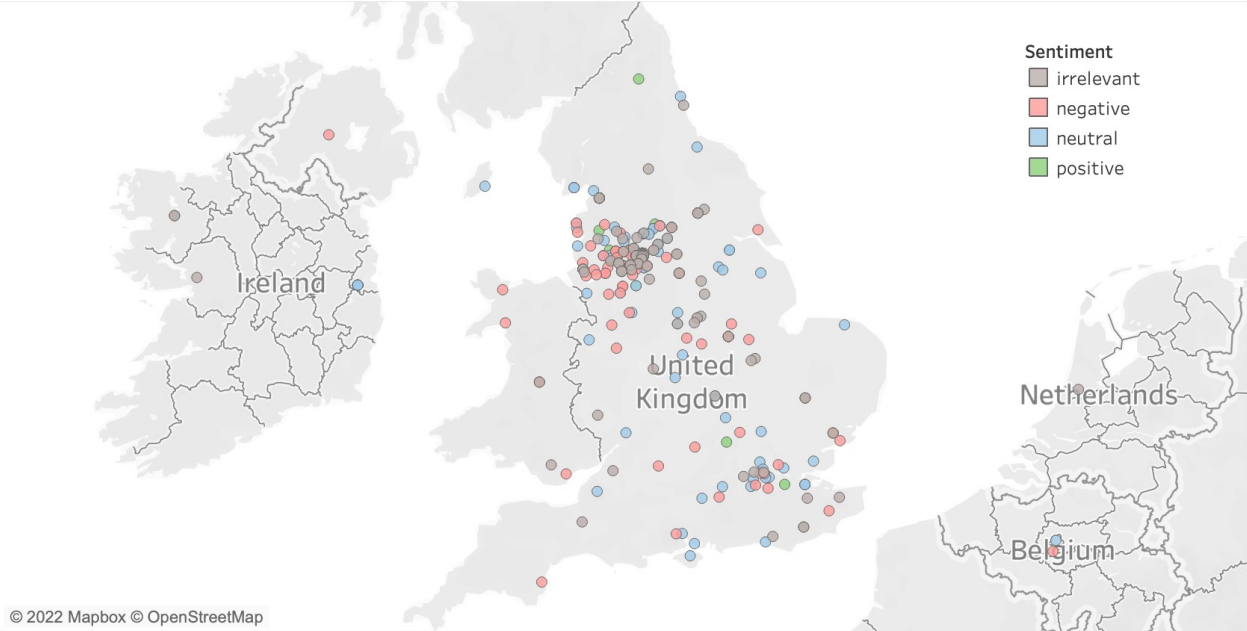 Sentiment
irrelevant
negative
neutral
positive
Ireland
United
Kingdom
Netherlands
Belgium
© 2022 Mapbox © OpenStreetMap